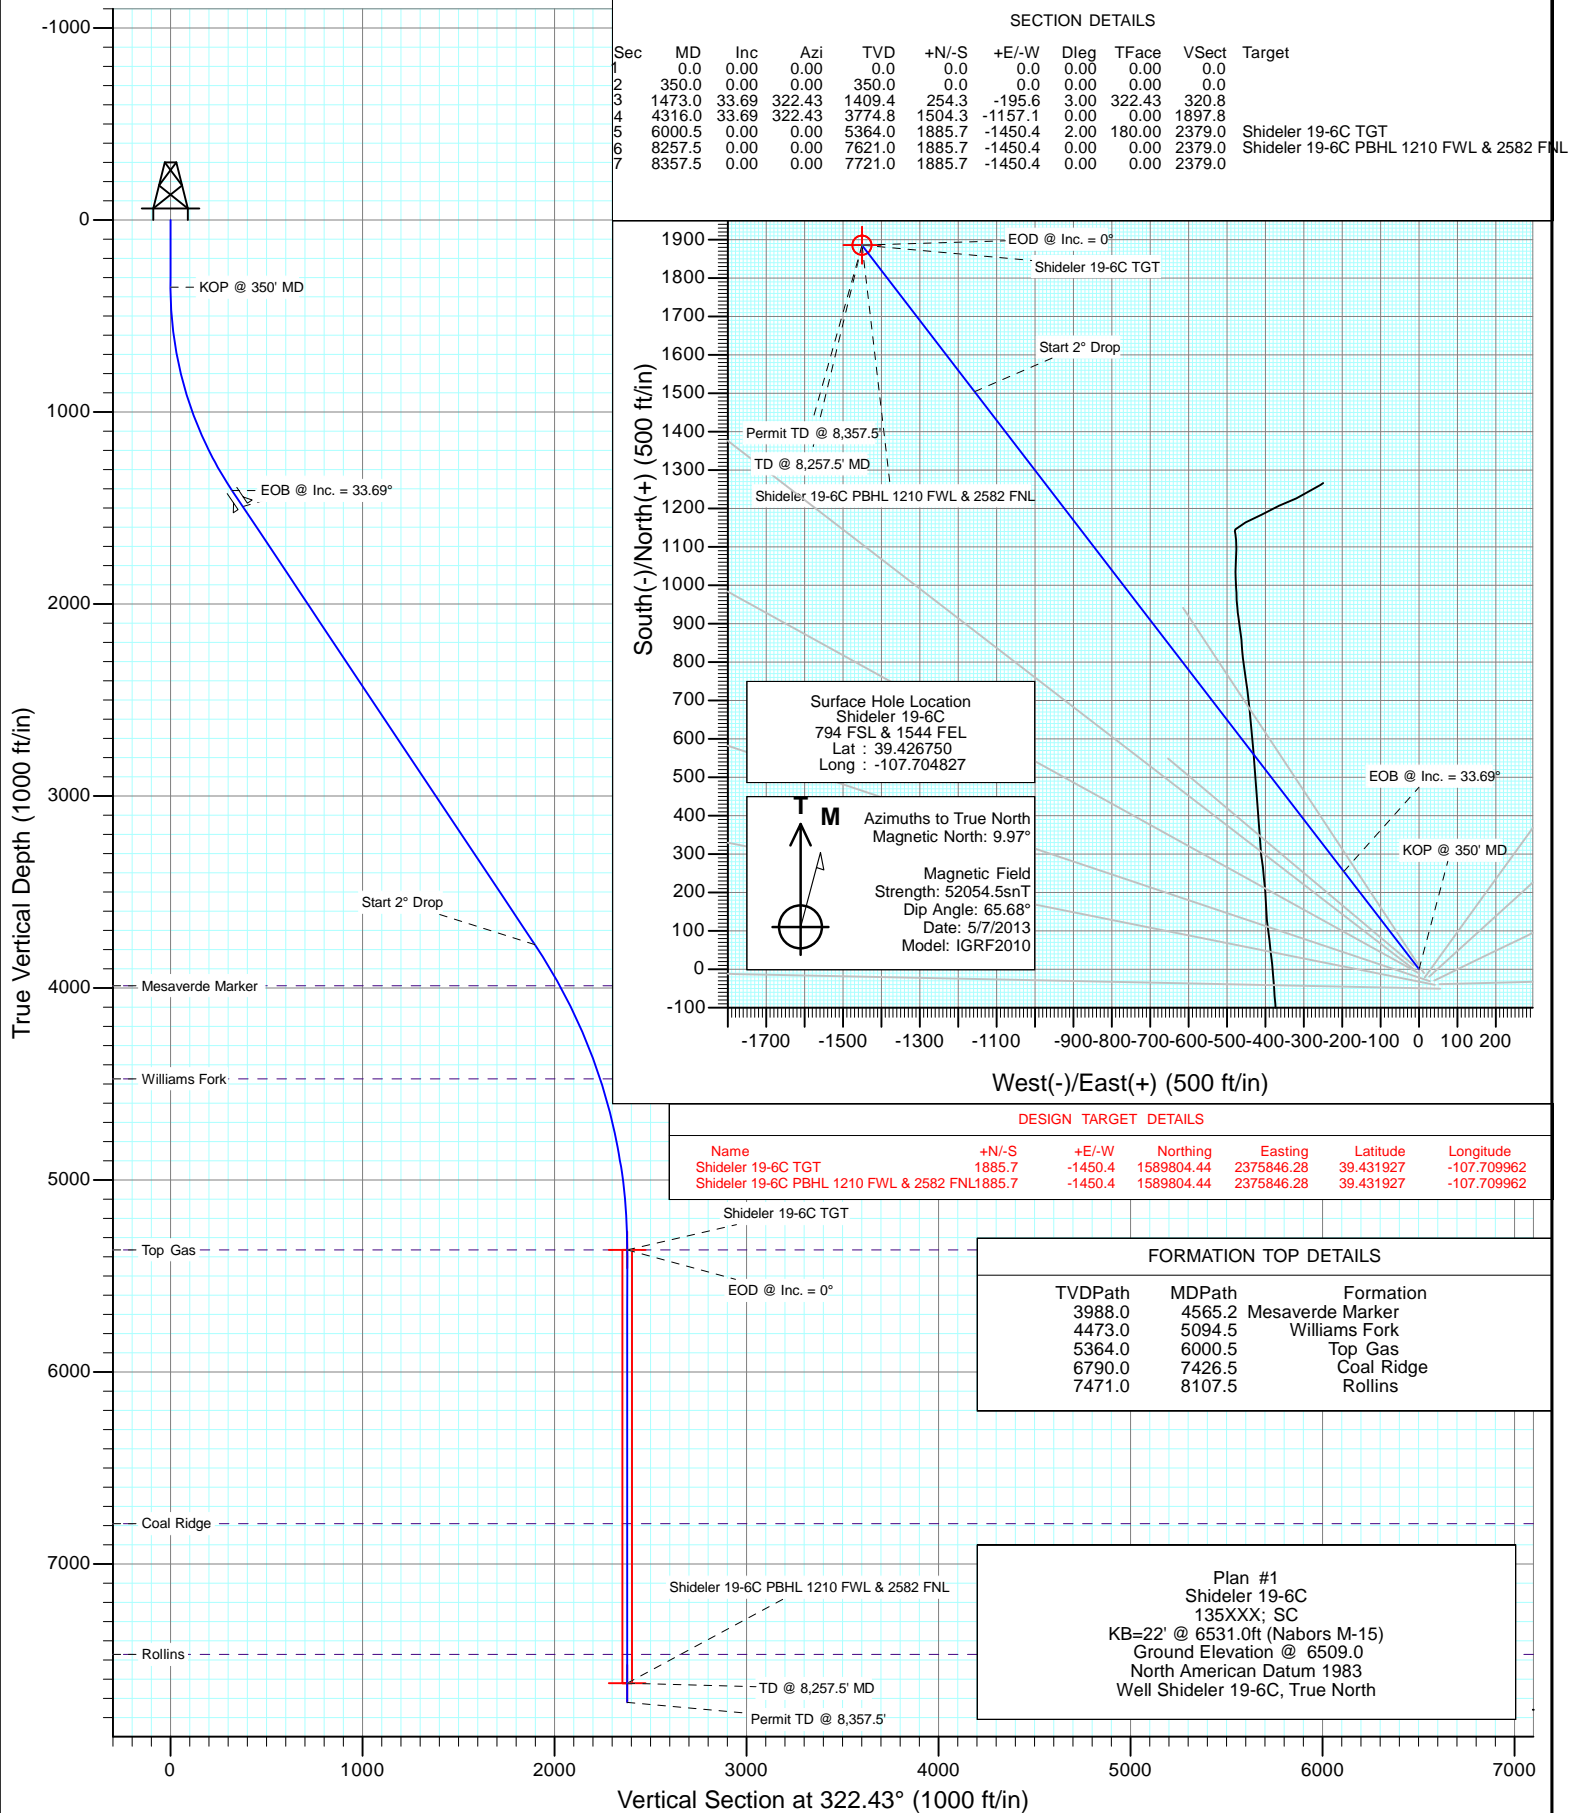 SECTION DETAILS
Sec MD Inc Azi TVD +N/-S +E/-W Dleg TFace VSect Target
1 0.0 0.00 0.00 0.0 0.0 0.0 0.00 0.00 0.0
2 350.0 0.00 0.00 350.0 0.0 0.0 0.00 0.00 0.0
3 1473.0 33.69 322.43 1409.4 254.3 -195.6 3.00 322.43 320.8
4 4316.0 33.69 322.43 3774.8 1504.3 -1157.1 0.00 0.00 1897.8
5 6000.5 0.00 0.00 5364.0 1885.7 -1450.4 2.00 180.00 2379.0 Shideler 19-6C TGT
6 8257.5 0.00 0.00 7621.0 1885.7 -1450.4 0.00 0.00 2379.0 Shideler 19-6C PBHL 1210 FWL & 2582 FNL
7 8357.5 0.00 0.00 7721.0 1885.7 -1450.4 0.00 0.00 2379.0
True Vertical Depth (1000 ft/in)
-1000
0
1000
2000
3000
4000
5000
6000
7000
KOP @ 350' MD
EOB @ Inc. = 33.69°
Start 2° Drop
Mesaverde Marker
Williams Fork
Top Gas
Coal Ridge
Rollins
Shideler 19-6C TGT
EOD @ Inc. = 0°
Shideler 19-6C PBHL 1210 FWL & 2582 FNL
TD @ 8,257.5' MD
Permit TD @ 8,357.5'
0 1000 2000 3000 4000 5000 6000 7000
Vertical Section at 322.43° (1000 ft/in)
South(-)/North(+) (500 ft/in)
1900
1800
1700
1600
1500
1400
1300
1200
1100
1000
900
800
700
600
500
400
300
200
100
0
-100
EOD @ Inc. = 0°
Shideler 19-6C TGT
Start 2° Drop
Permit TD @ 8,357.5'
TD @ 8,257.5' MD
Shideler 19-6C PBHL 1210 FWL & 2582 FNL
EOB @ Inc. = 33.69°
KOP @ 350' MD
Surface Hole Location
Shideler 19-6C
794 FSL & 1544 FEL
Lat : 39.426750
Long : -107.704827
T
M
Azimuths to True North
Magnetic North: 9.97°
Magnetic Field
Strength: 52054.5snT
Dip Angle: 65.68°
Date: 5/7/2013
Model: IGRF2010
-1700 -1500 -1300 -1100 -900 -800 -700 -600 -500 -400 -300 -200 -100 0 100 200
West(-)/East(+) (500 ft/in)
DESIGN TARGET DETAILS
Name +N/-S +E/-W Northing Easting Latitude Longitude
Shideler 19-6C TGT 1885.7 -1450.4 1589804.44 2375846.28 39.431927 -107.709962
Shideler 19-6C PBHL 1210 FWL & 2582 FNL 1885.7 -1450.4 1589804.44 2375846.28 39.431927 -107.709962
FORMATION TOP DETAILS
TVDPath MDPath Formation
3988.0 4565.2 Mesaverde Marker
4473.0 5094.5 Williams Fork
5364.0 6000.5 Top Gas
6790.0 7426.5 Coal Ridge
7471.0 8107.5 Rollins
Plan #1
Shideler 19-6C
135XXX; SC
KB=22' @ 6531.0ft (Nabors M-15)
Ground Elevation @ 6509.0
North American Datum 1983
Well Shideler 19-6C, True North